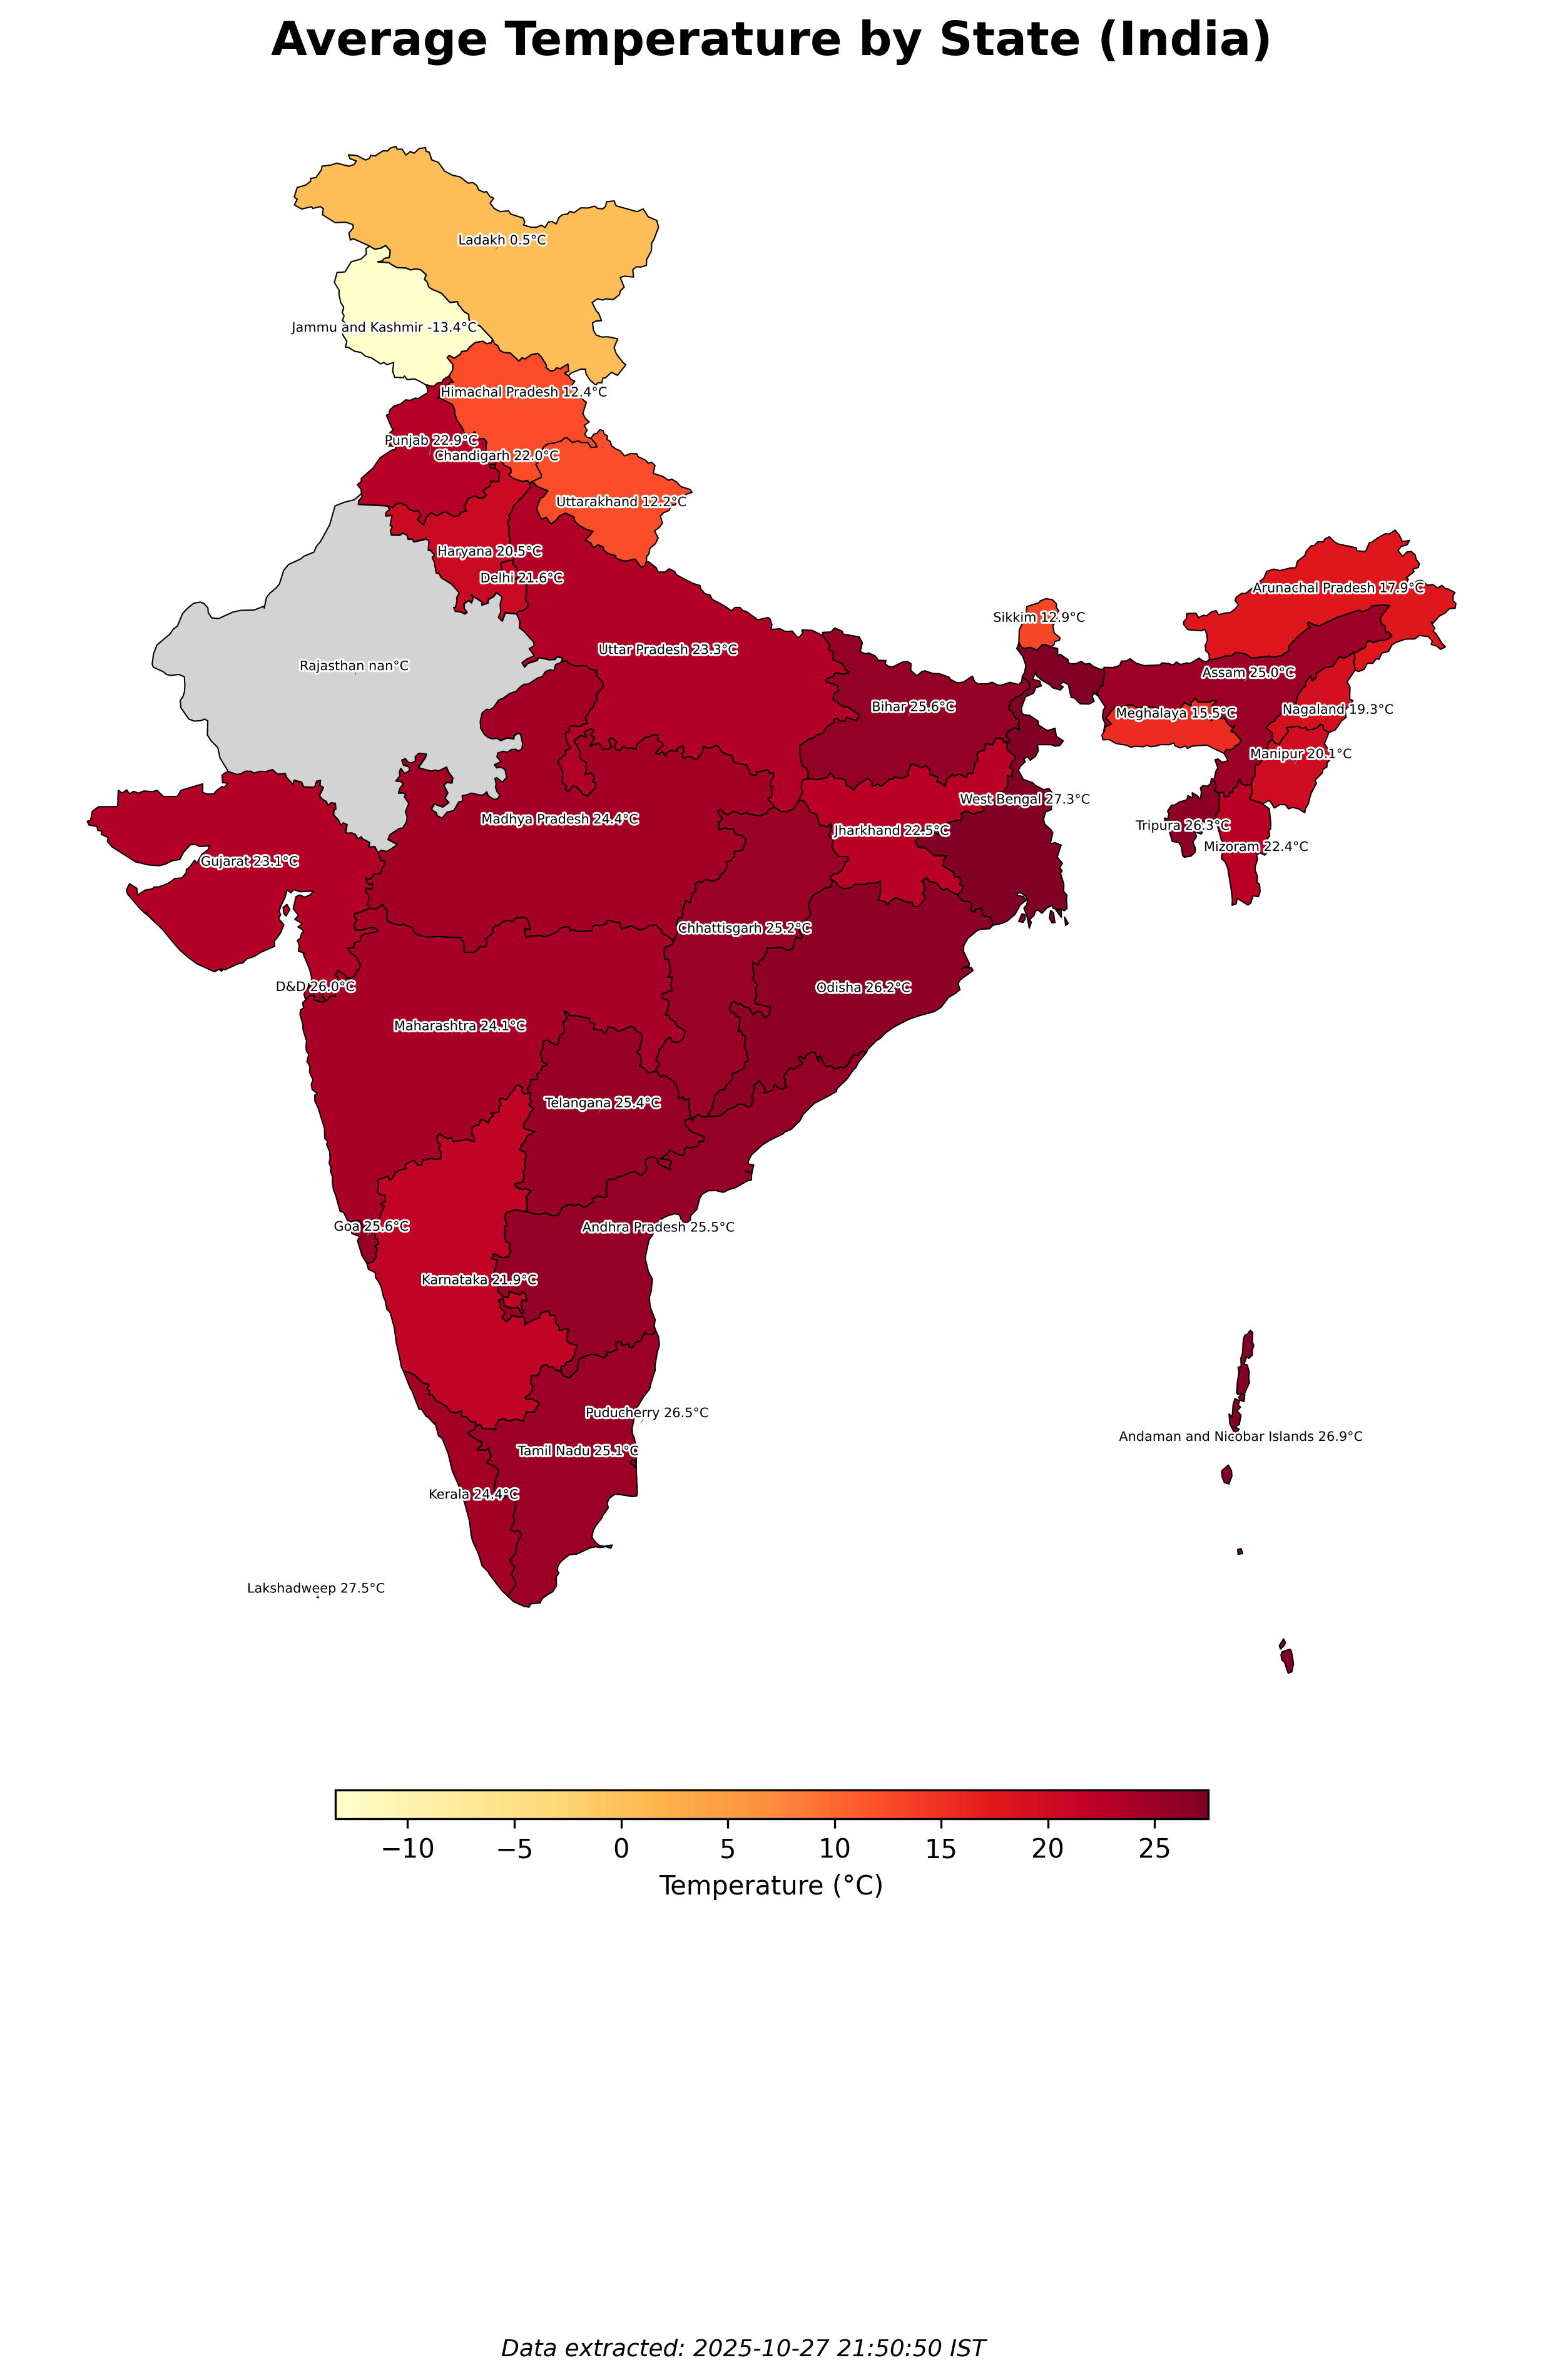 Average Temperature by State (India)
Ladakh 0.5°C
Jammu and Kashmir -13.4°C
Himachal Pradesh 12.4°C
Punjab 22.9°C
Chandigarh 22.0°C
Uttarakhand 12.2°C
Haryana 20.5°C
Delhi 21.6°C
Arunachal Pradesh 17.9°C
Sikkim 12.9°C
Uttar Pradesh 23.3°C
Rajasthan nan°C
Assam 25.0°C
Bihar 25.6°C
Meghalaya 15.5°C
Nagaland 19.3°C
Manipur 20.1°C
West Bengal 27.3°C
Madhya Pradesh 24.4°C
Jharkhand 22.5°C
Tripura 26.3°C
Mizoram 22.4°C
Gujarat 23.1°C
Chhattisgarh 25.2°C
D&D 26.0°C
Odisha 26.2°C
Maharashtra 24.1°C
Telangana 25.4°C
Goa 25.6°C
Andhra Pradesh 25.5°C
Karnataka 21.9°C
Puducherry 26.5°C
Andaman and Nicobar Islands 26.9°C
Tamil Nadu 25.1°C
Kerala 24.4°C
Lakshadweep 27.5°C
−10 −5 0 5 10 15 20 25
Temperature (°C)
Data extracted: 2025-10-27 21:50:50 IST